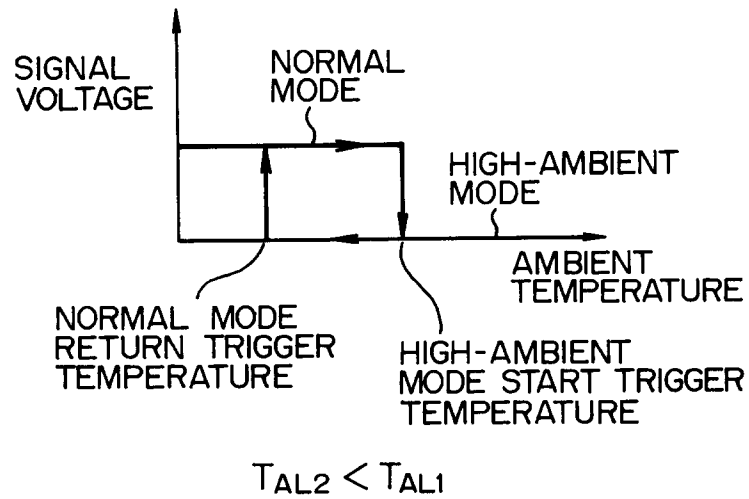 SIGNAL
VOLTAGE
NORMAL
MODE
HIGH-AMBIENT
MODE
AMBIENT
TEMPERATURE
NORMAL MODE
RETURN TRIGGER
TEMPERATURE
HIGH-AMBIENT
MODE START TRIGGER
TEMPERATURE
TAL2 < TAL1